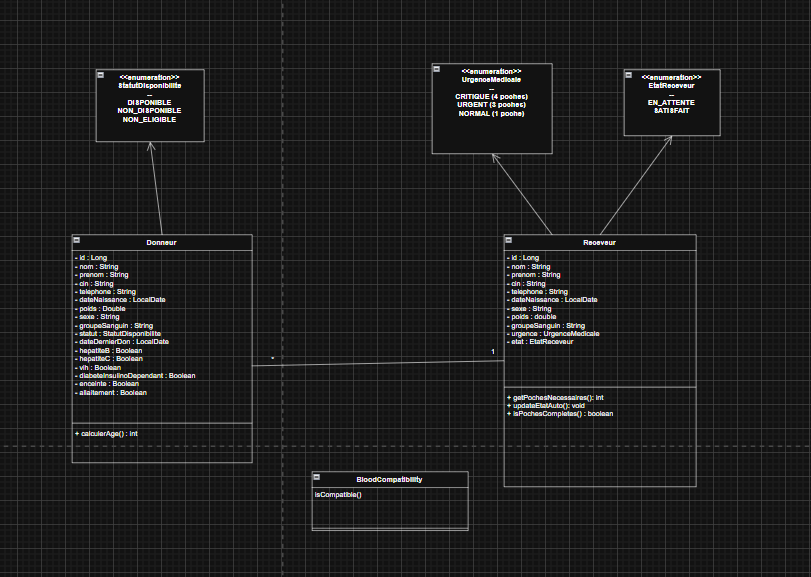 <<enumeration>>
StatutDisponibilite
--
DISPONIBLE
NON_DISPONIBLE
NON_ELIGIBLE
<<enumeration>>
UrgenceMedicale
--
CRITIQUE (4 poches)
URGENT (3 poches)
NORMAL (1 poche)
<<enumeration>>
EtatReceveur
--
EN_ATTENTE
SATISFAIT
Donneur
- id : Long
- nom : String
- prenom : String
- cin : String
- telephone : String
- dateNaissance : LocalDate
- poids : Double
- sexe : String
- groupeSanguin : String
- statut : StatutDisponibilite
- dateDernierDon : LocalDate
- hepatiteB : Boolean
- hepatiteC : Boolean
- vih : Boolean
- diabeteInsulinoDependant : Boolean
- enceinte : Boolean
- allaitement : Boolean
+ calculerAge() : int
*
1
Receveur
- id : Long
- nom : String
- prenom : String
- cin : String
- telephone : String
- dateNaissance : LocalDate
- sexe : String
- poids : double
- groupeSanguin : String
- urgence : UrgenceMedicale
- etat : EtatReceveur
+ getPochesNecessaires(): int
+ updateEtatAuto(): void
+ isPochesCompletes() : boolean
BloodCompatibility
isCompatible()